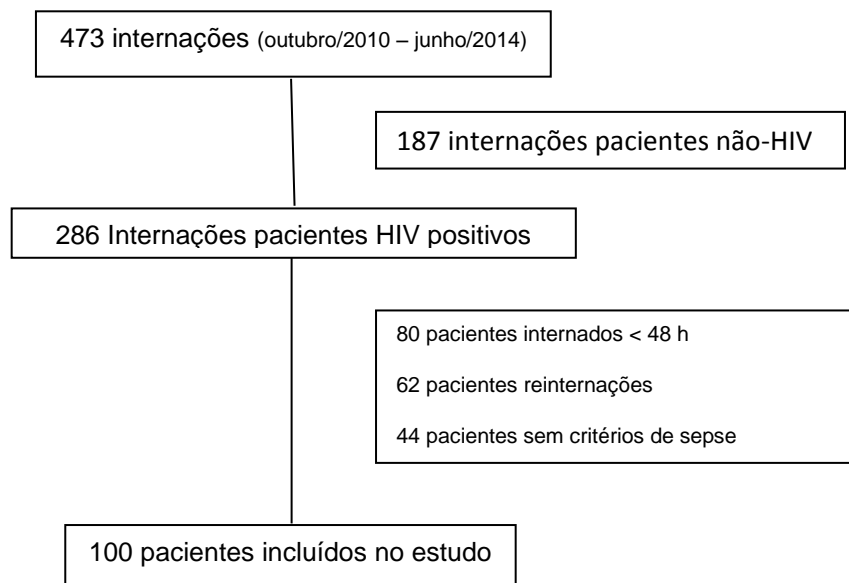 473 internações (outubro/2010 – junho/2014)
187 internações pacientes não-HIV
286 Internações pacientes HIV positivos
80 pacientes internados < 48 h
62 pacientes reinternações
44 pacientes sem critérios de sepse
100 pacientes incluídos no estudo